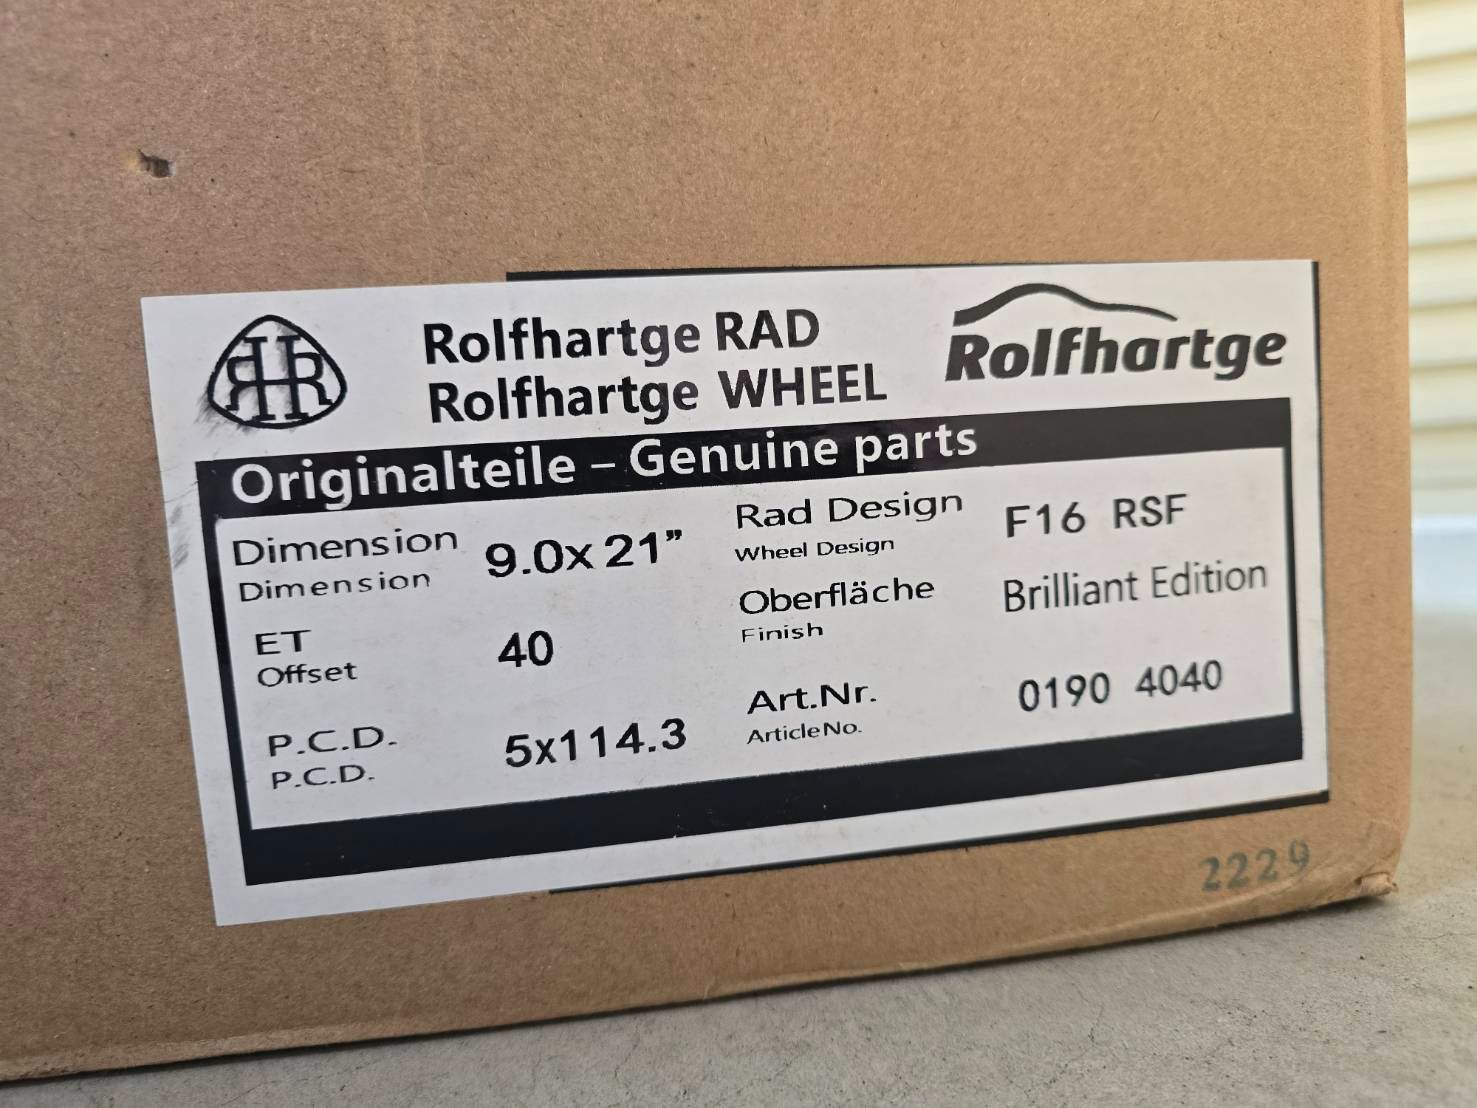 RHR
Rolfhartge RAD
Rolfhartge WHEEL
Rolfhartge
Originalteile – Genuine parts
Dimension
Dimension
9.0x21”
ET
Offset
40
P.C.D.
P.C.D.
5x114.3
Rad Design
Wheel Design
F16 RSF
Oberfläche
Finish
Brilliant Edition
Art.Nr.
ArticleNo.
0190 4040
2229